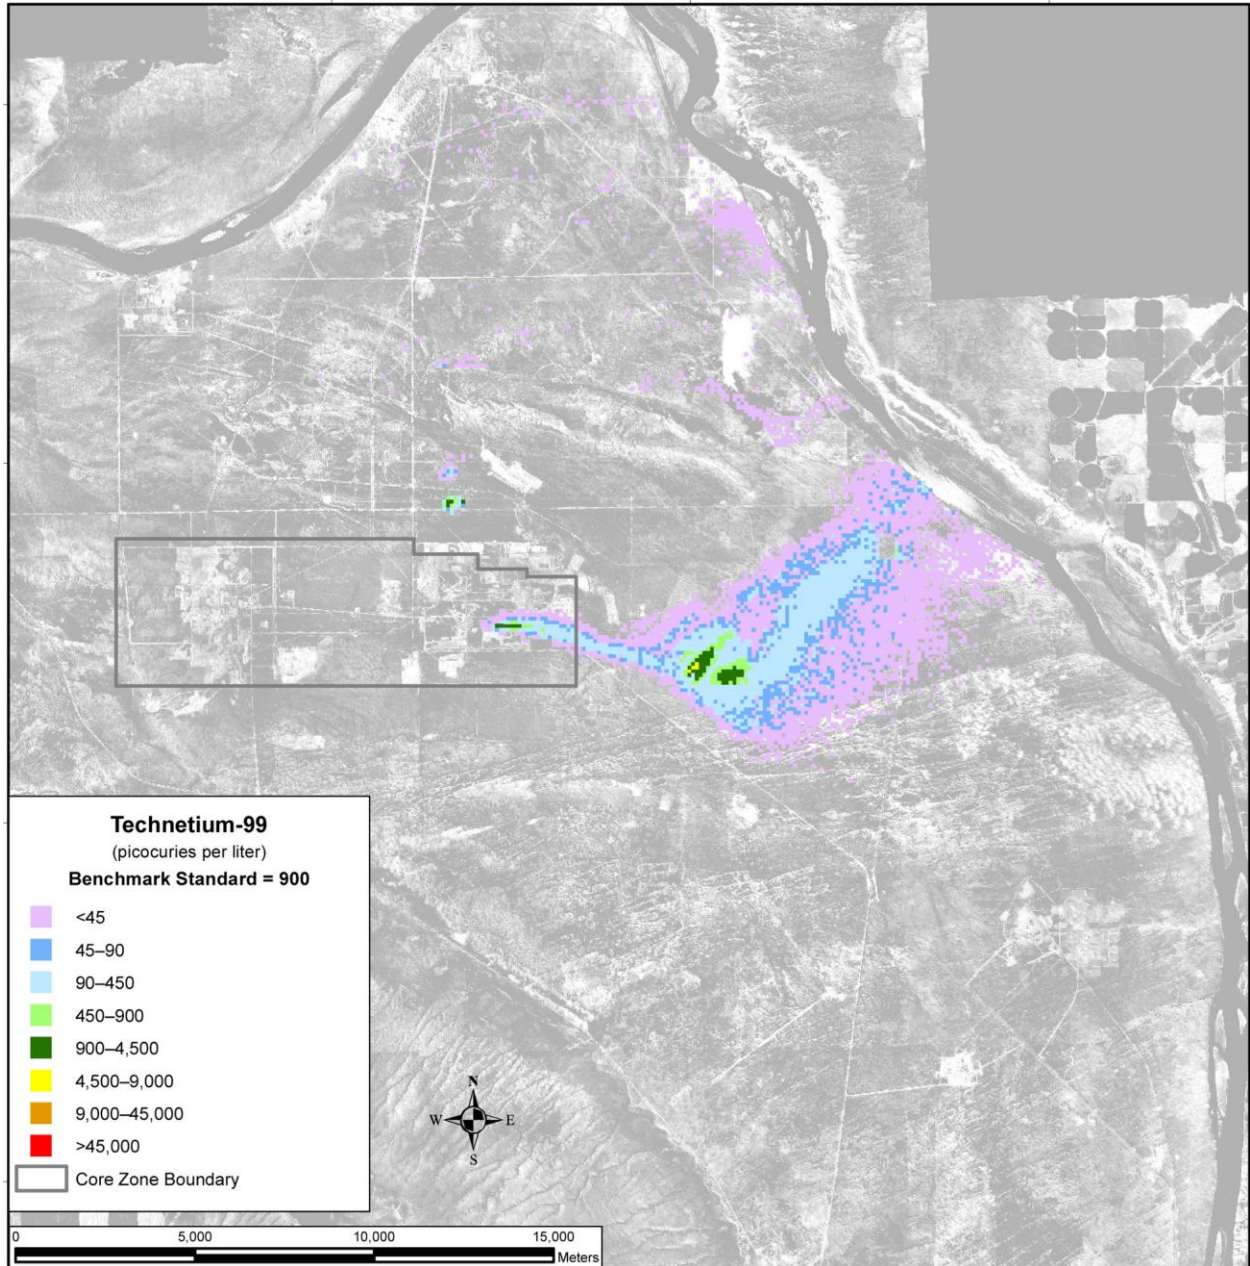 Technetium-99
(picocuries per liter)
Benchmark Standard = 900
<45
45–90
90–450
450–900
900–4,500
4,500–9,000
9,000–45,000
>45,000
Core Zone Boundary
N
W E
S
0 5,000 10,000 15,000
Meters